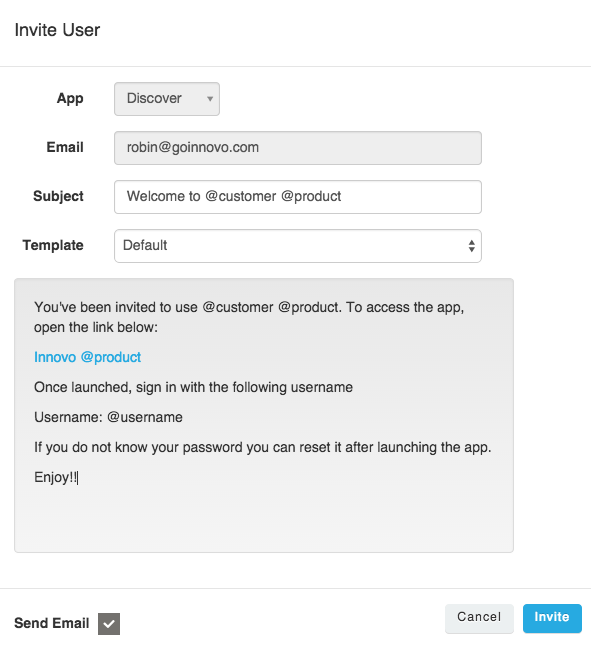 Invite User
App Discover
Email robin@goinnovo.com
Subject Welcome to @customer @product
Template Default
You've been invited to use @customer @product. To access the app,
open the link below:
Innovo @product
Once launched, sign in with the following username
Username: @username
If you do not know your password you can reset it after launching the app.
Enjoy!!
Send Email Cancel Invite